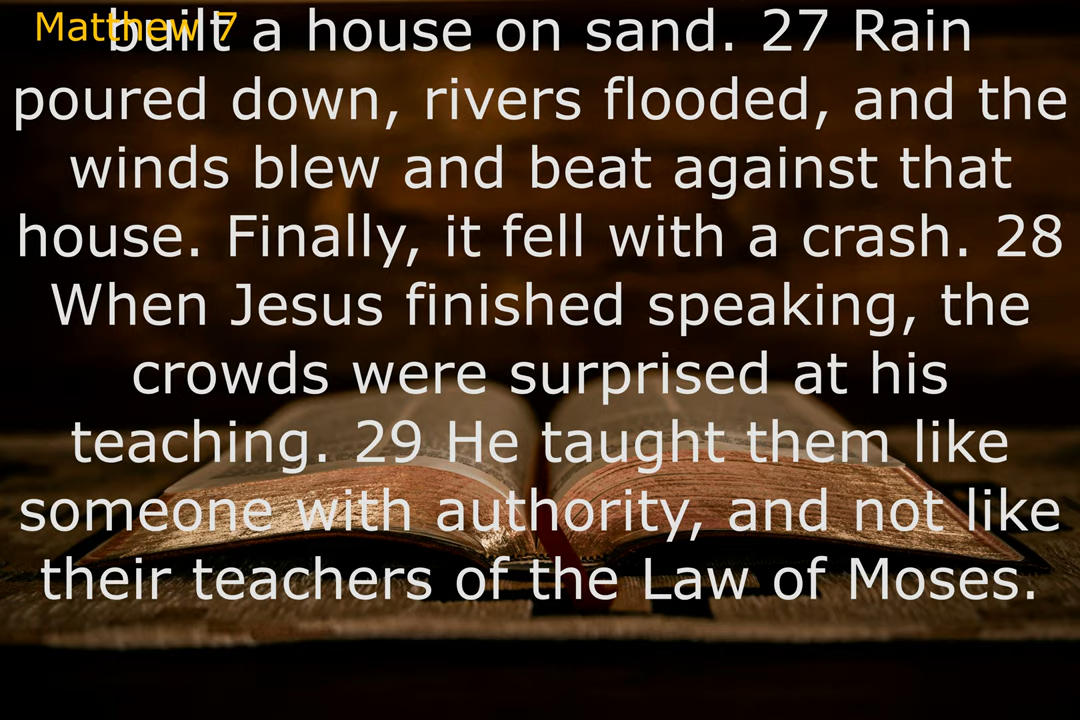 Matthew 7
built a house on sand. 27 Rain
poured down, rivers flooded, and the
winds blew and beat against that
house. Finally, it fell with a crash. 28
When Jesus finished speaking, the
crowds were surprised at his
teaching. 29 He taught them like
someone with authority, and not like
their teachers of the Law of Moses.